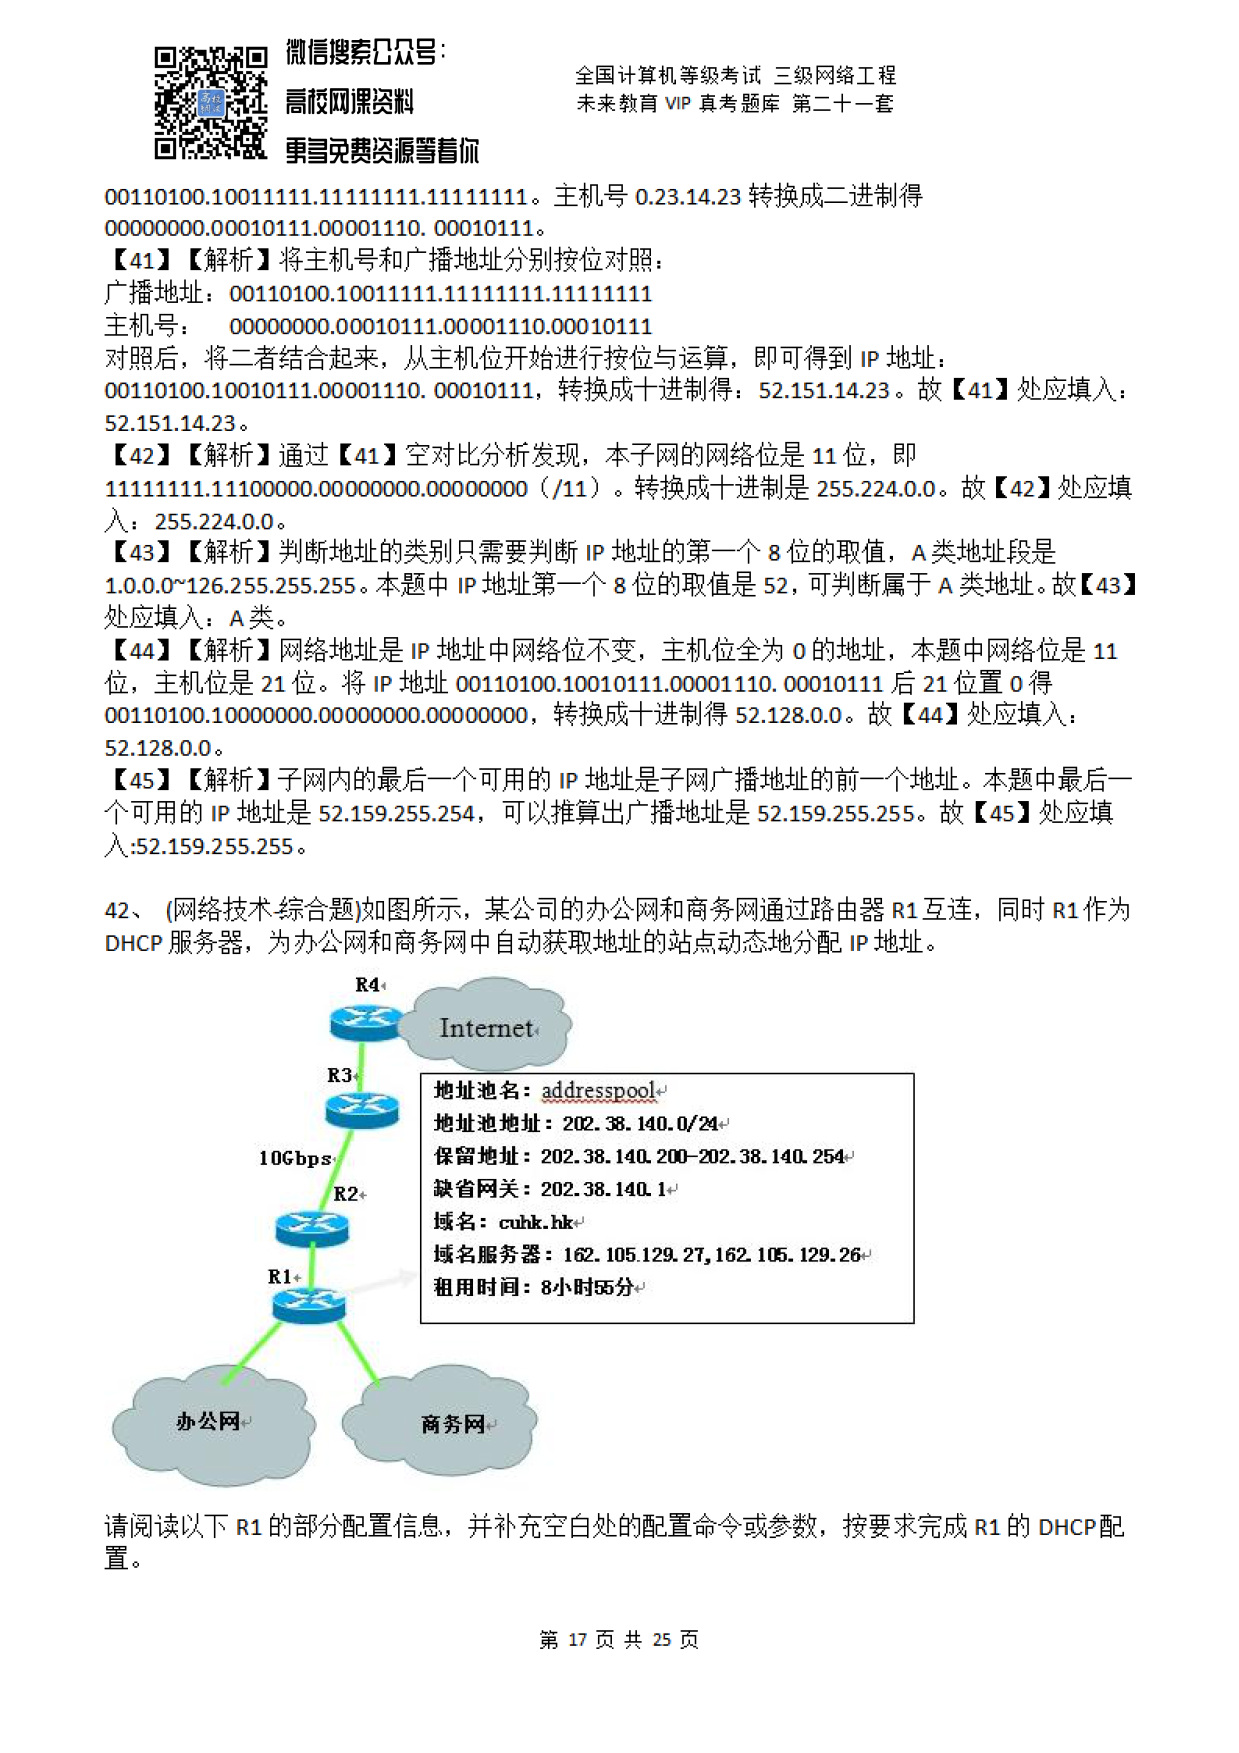 微信搜索公众号:
高校网课资料
更多免费资源等着你
全国计算机等级考试 三级网络工程
未来教育 VIP 真考题库 第二十一套
00110100.10011111.11111111.11111111。主机号 0.23.14.23 转换成二进制得
00000000.00010111.00001110. 00010111。
【41】【解析】将主机号和广播地址分别按位对照：
广播地址：00110100.10011111.11111111.11111111
主机号： 00000000.00010111.00001110.00010111
对照后，将二者结合起来，从主机位开始进行按位与运算，即可得到 IP 地址：
00110100.10010111.00001110. 00010111，转换成十进制得：52.151.14.23。故【41】处应填入：
52.151.14.23。
【42】【解析】通过【41】空对比分析发现，本子网的网络位是 11 位，即
11111111.11100000.00000000.00000000（/11）。转换成十进制是 255.224.0.0。故【42】处应填
入：255.224.0.0。
【43】【解析】判断地址的类别只需要判断 IP 地址的第一个 8 位的取值，A 类地址段是
1.0.0.0~126.255.255.255。本题中 IP 地址第一个 8 位的取值是 52，可判断属于 A 类地址。故【43】
处应填入：A 类。
【44】【解析】网络地址是 IP 地址中网络位不变，主机位全为 0 的地址，本题中网络位是 11
位，主机位是 21 位。将 IP 地址 00110100.10010111.00001110. 00010111 后 21 位置 0 得
00110100.10000000.00000000.00000000，转换成十进制得 52.128.0.0。故【44】处应填入：
52.128.0.0。
【45】【解析】子网内的最后一个可用的 IP 地址是子网广播地址的前一个地址。本题中最后一
个可用的 IP 地址是 52.159.255.254，可以推算出广播地址是 52.159.255.255。故【45】处应填
入:52.159.255.255。
42、 (网络技术-综合题)如图所示，某公司的办公网和商务网通过路由器 R1 互连，同时 R1 作为
DHCP 服务器，为办公网和商务网中自动获取地址的站点动态地分配 IP 地址。
R4
Internet
R3
地址池名：addresspool
地址池地址：202.38.140.0/24
保留地址：202.38.140.200-202.38.140.254
10Gbps
缺省网关：202.38.140.1
R2
域名：cuhk.hk
域名服务器：162.105.129.27,162.105.129.26
R1
租用时间：8小时55分
办公网
商务网
请阅读以下 R1 的部分配置信息，并补充空白处的配置命令或参数，按要求完成 R1 的 DHCP 配
置。
第 17 页 共 25 页